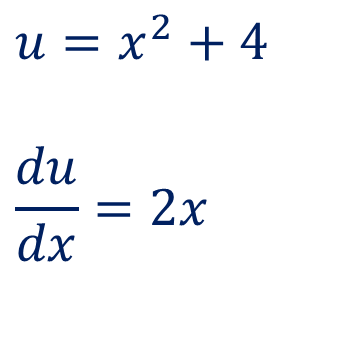 u = x² + 4
du/dx = 2x